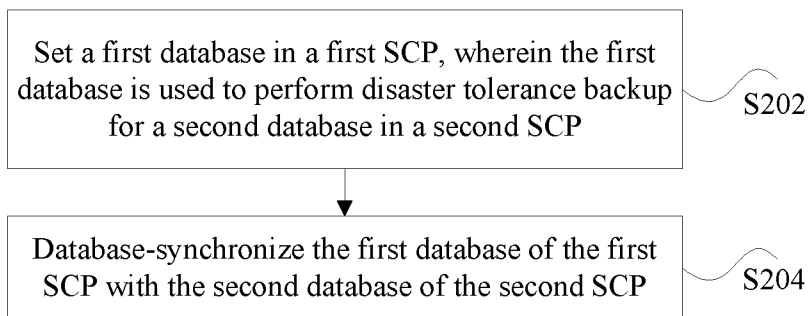 Set a first database in a first SCP, wherein the first
database is used to perform disaster tolerance backup
for a second database in a second SCP
S202
Database-synchronize the first database of the first
SCP with the second database of the second SCP
S204